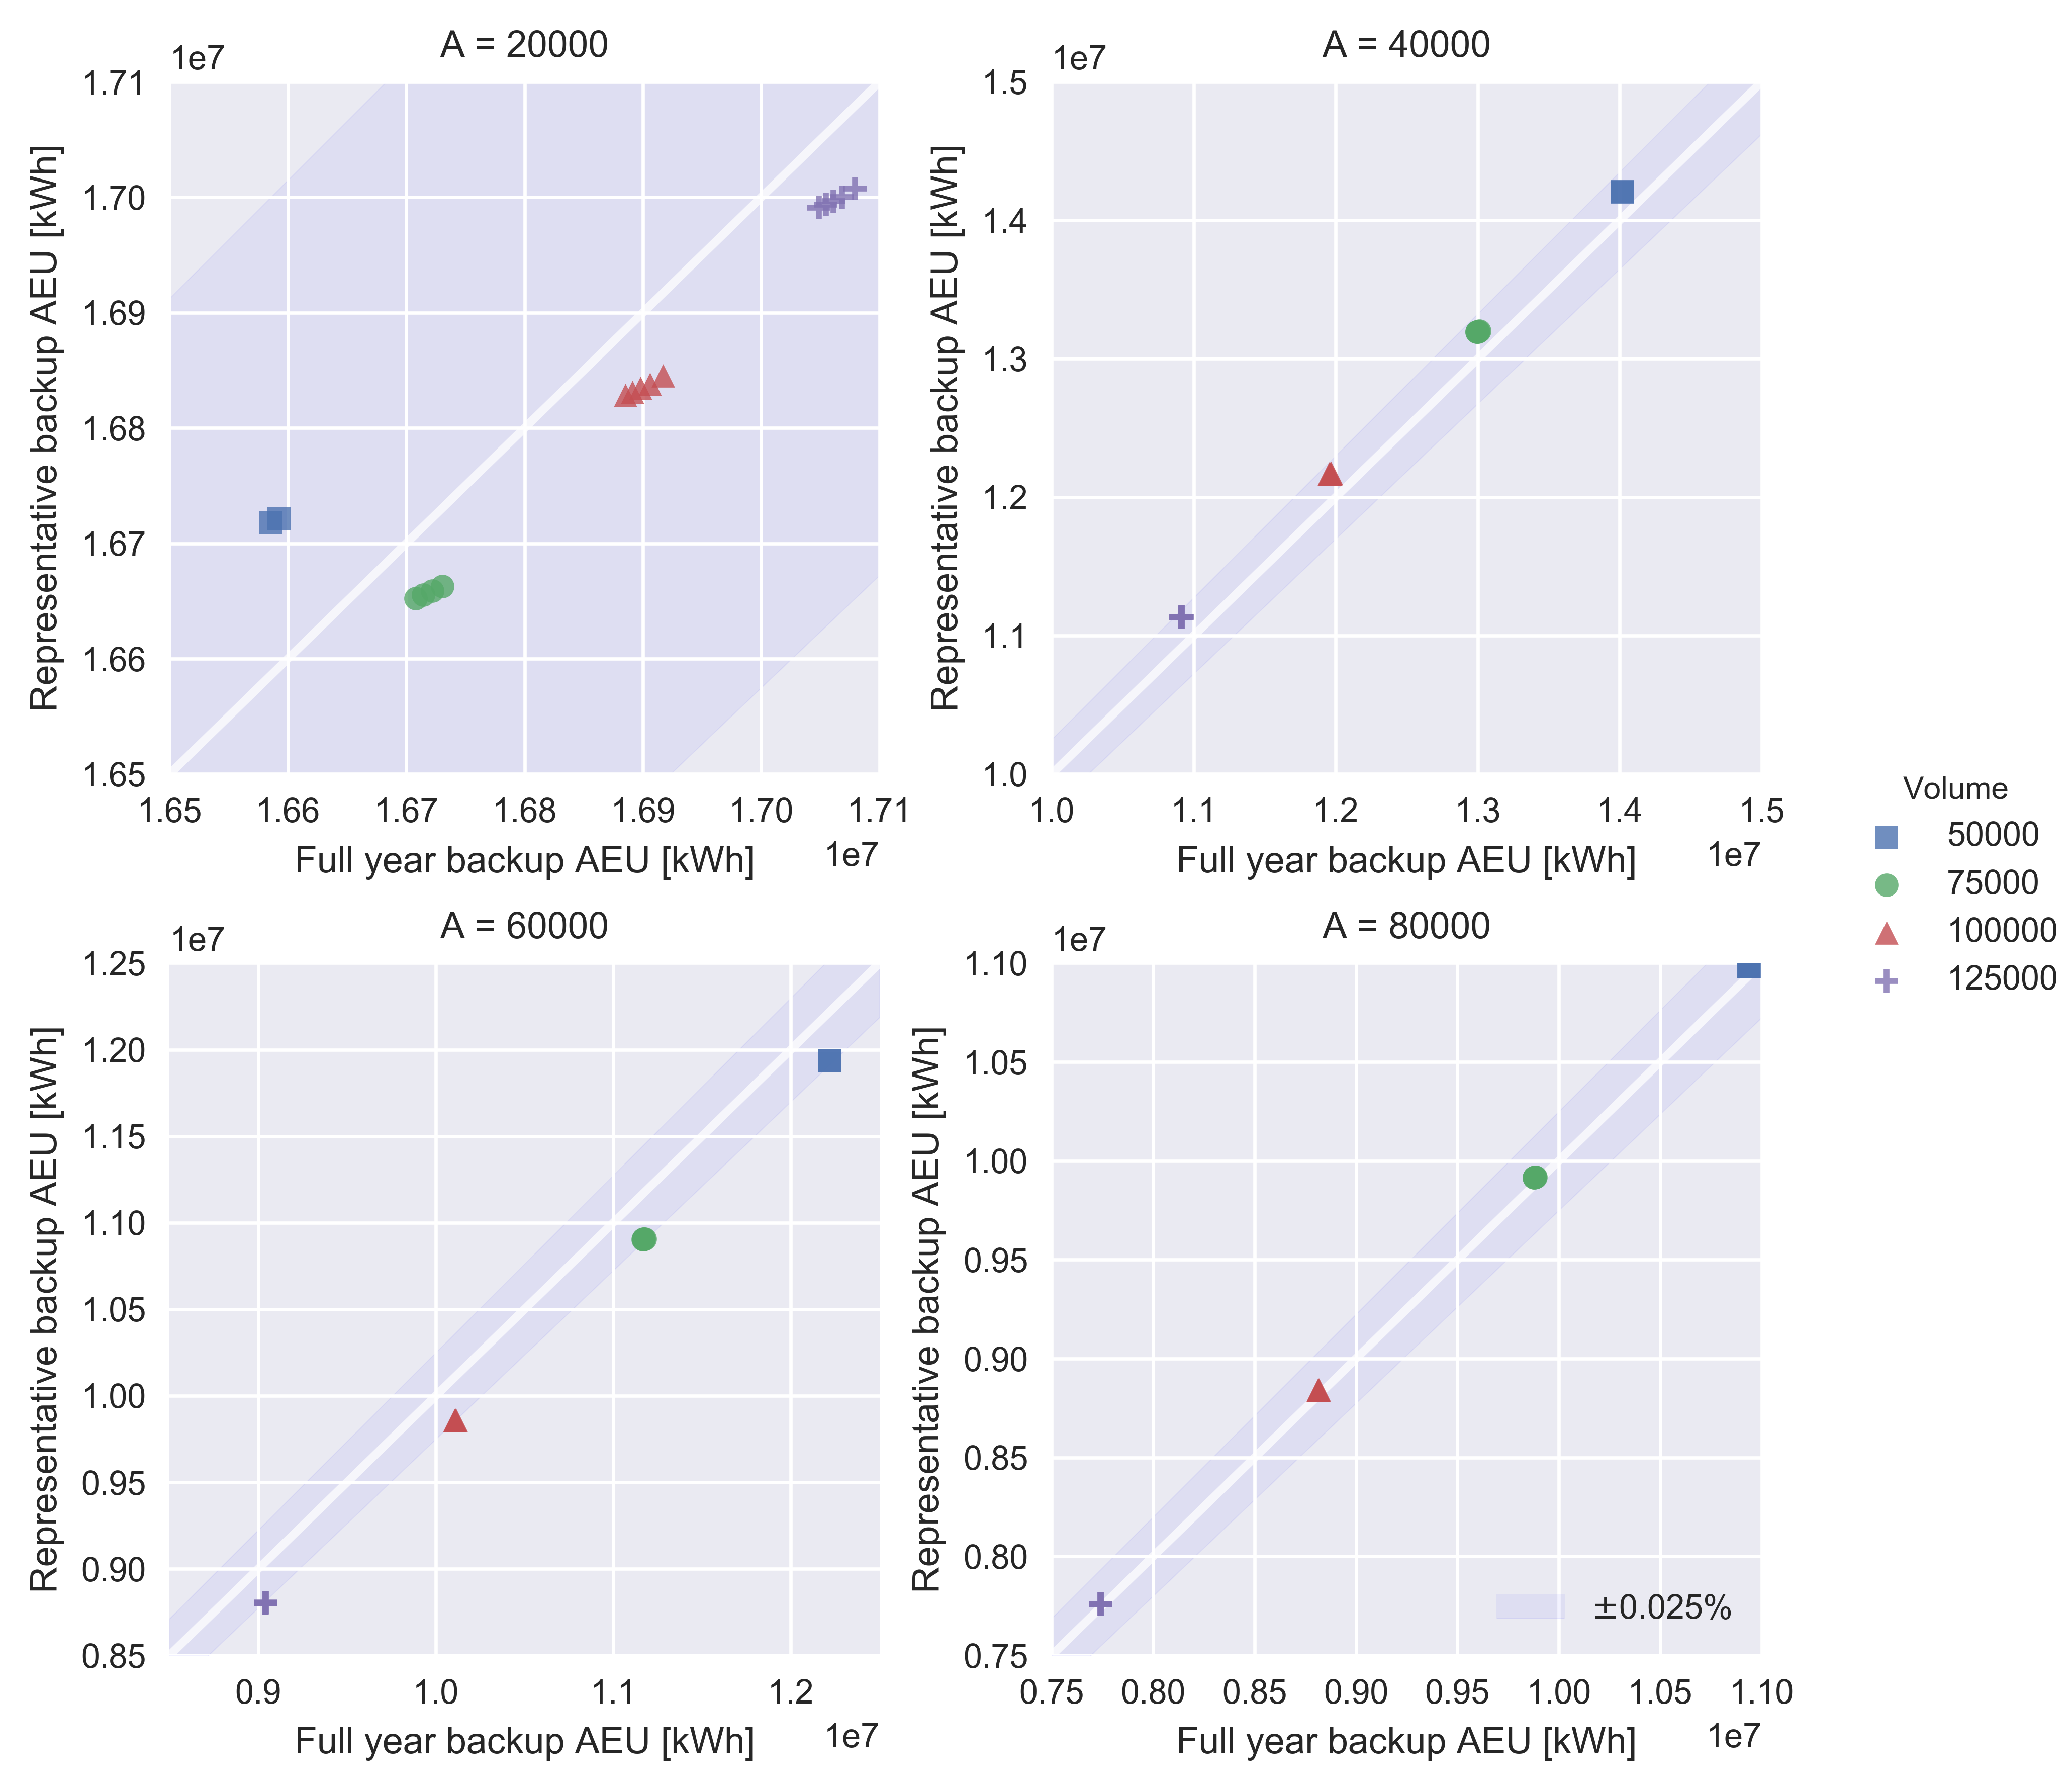 A = 20000
1e7
1.71
1.70
1.69
1.68
1.67
1.66
1.65
Representative backup AEU [kWh]
1.65 1.66 1.67 1.68 1.69 1.70 1.71
Full year backup AEU [kWh]
1e7
A = 40000
1e7
1.5
1.4
1.3
1.2
1.1
1.0
Representative backup AEU [kWh]
1.0 1.1 1.2 1.3 1.4 1.5
Full year backup AEU [kWh]
1e7
Volume
50000
75000
100000
125000
A = 60000
1e7
1.25
1.20
1.15
1.10
1.05
1.00
0.95
0.90
0.85
Representative backup AEU [kWh]
0.9 1.0 1.1 1.2
Full year backup AEU [kWh]
1e7
A = 80000
1e7
1.10
1.05
1.00
0.95
0.90
0.85
0.80
0.75
Representative backup AEU [kWh]
±0.025%
0.75 0.80 0.85 0.90 0.95 1.00 1.05 1.10
Full year backup AEU [kWh]
1e7